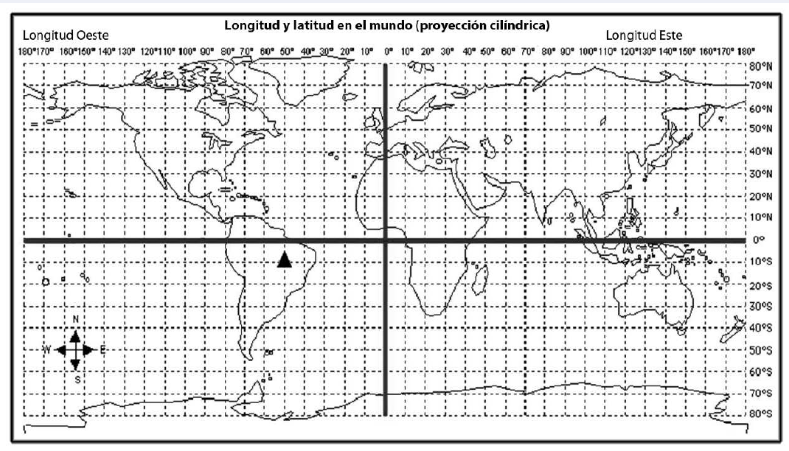 Longitud y latitud en el mundo (proyección cilíndrica)
Longitud Oeste
Longitud Este
180° 170° 160° 150° 140° 130° 120° 110° 100° 90° 80° 70° 60° 50° 40° 30° 20° 10° 0° 10° 20° 30° 40° 50° 60° 70° 80° 90° 100° 110° 120° 130° 140° 150° 160° 170° 180°
80°N
70°N
60°N
50°N
40°N
30°N
20°N
10°N
0°
10°S
20°S
30°S
40°S
50°S
60°S
70°S
80°S
N
W E
S